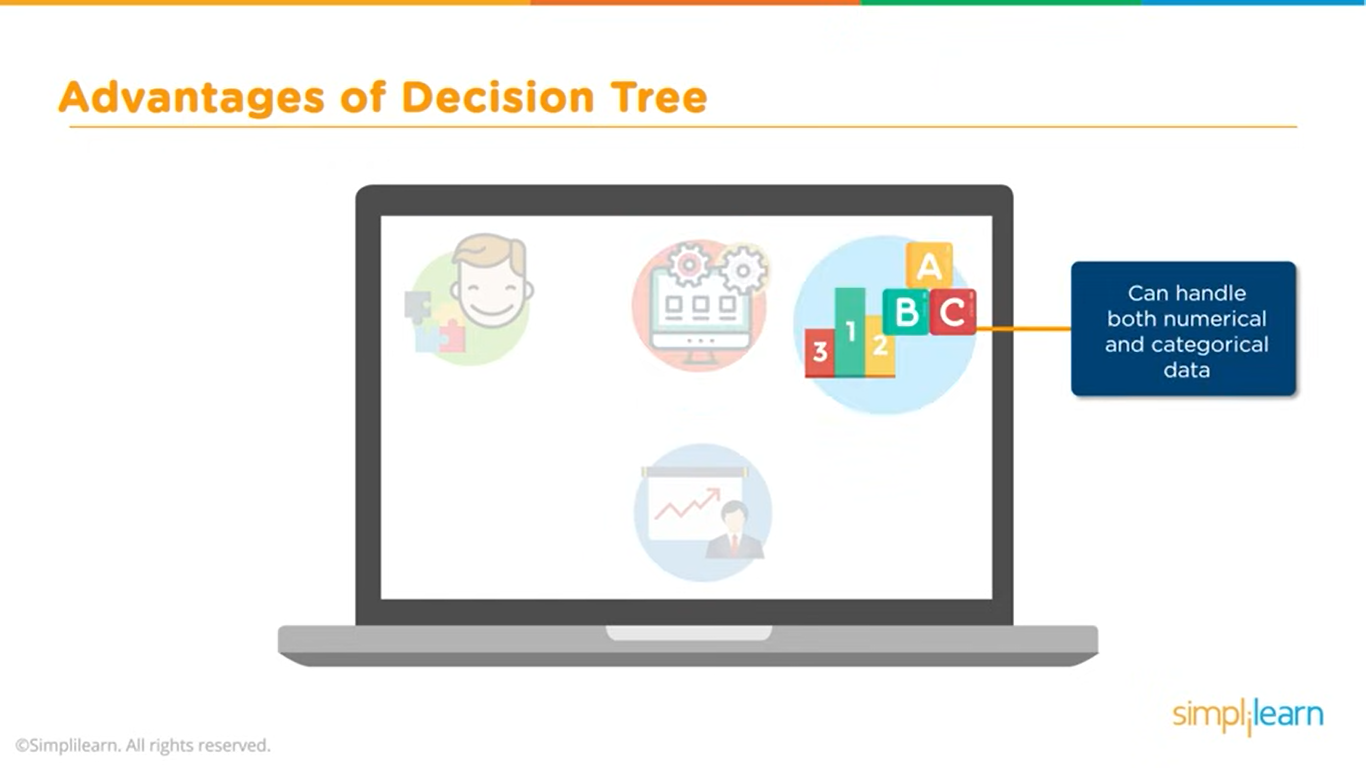 Advantages of Decision Tree
A
B C
1
3 2
Can handle
both numerical
and categorical
data
simplilearn
©Simplilearn. All rights reserved.